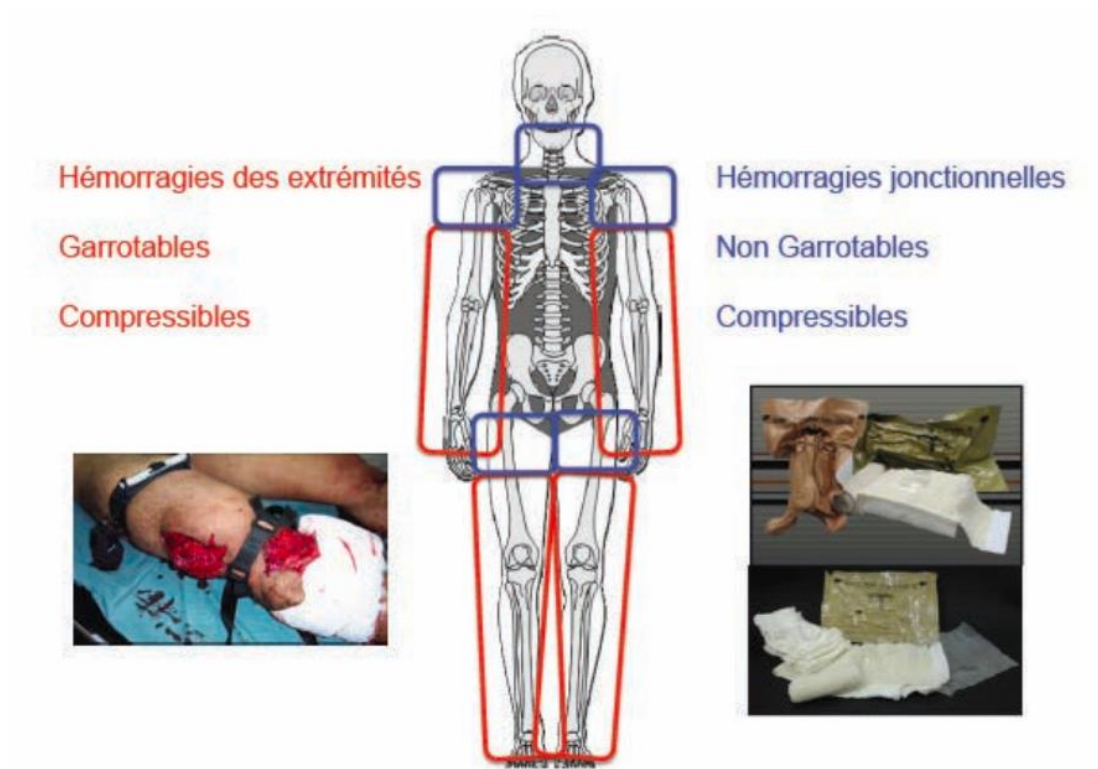 Hémorragies des extrémités
Garrotables
Compressibles
Hémorragies jonctionnelles
Non Garrotables
Compressibles